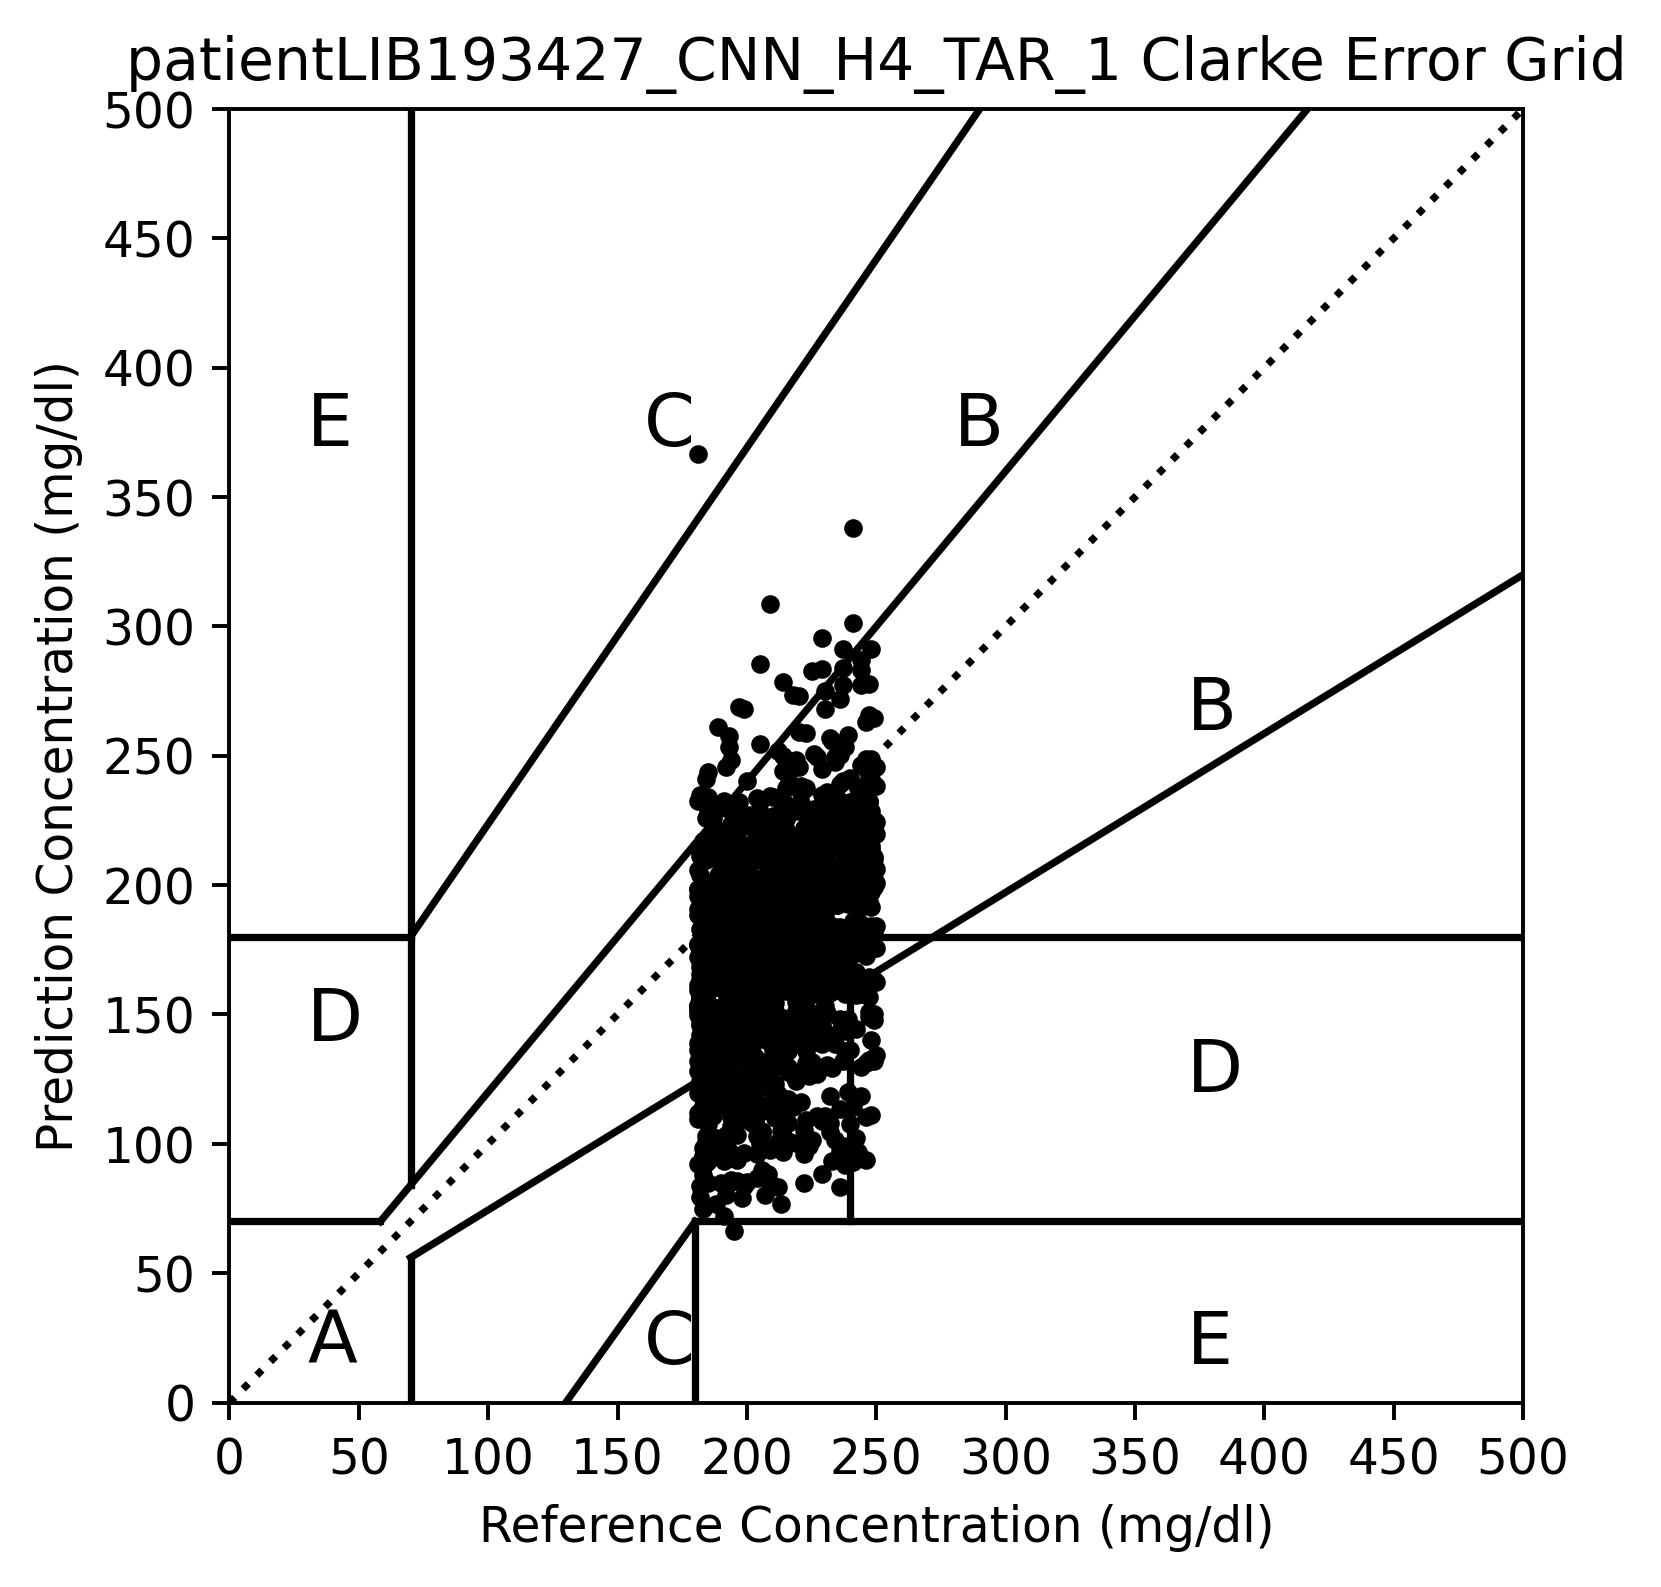 patientLIB193427_CNN_H4_TAR_1 Clarke Error Grid
500
450
400
350
300
250
200
150
100
50
0
Prediction Concentration (mg/dl)
E
C
B
B
D
D
A
C
E
0 50 100 150 200 250 300 350 400 450 500
Reference Concentration (mg/dl)